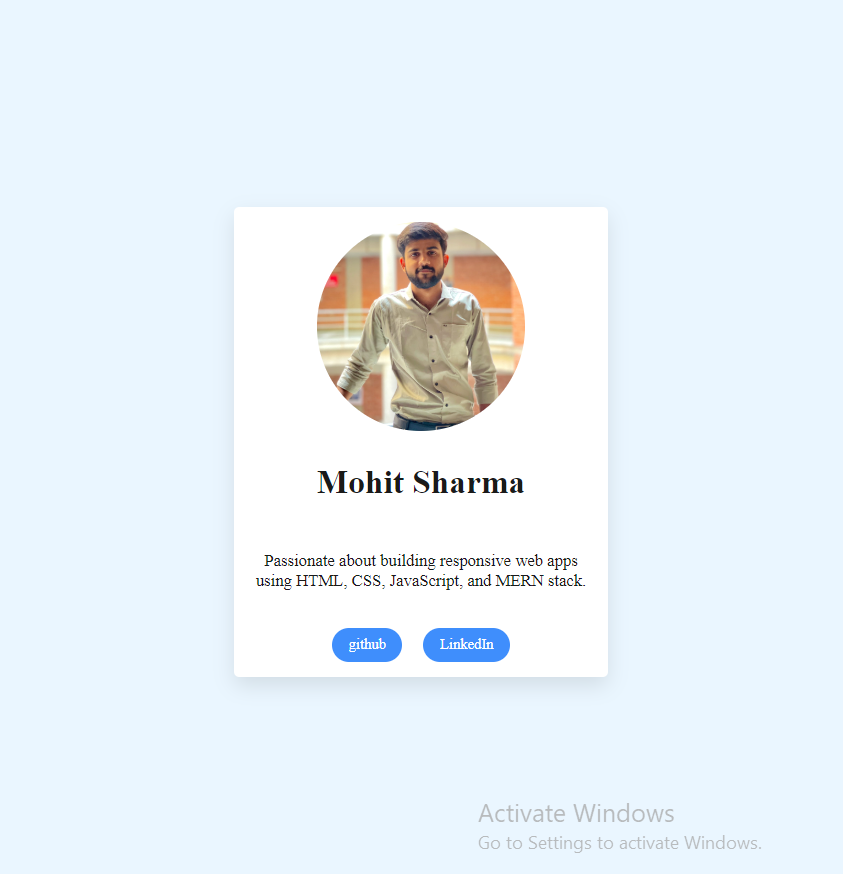 Mohit Sharma
Passionate about building responsive web apps
using HTML, CSS, JavaScript, and MERN stack.
github LinkedIn
Activate Windows
Go to Settings to activate Windows.